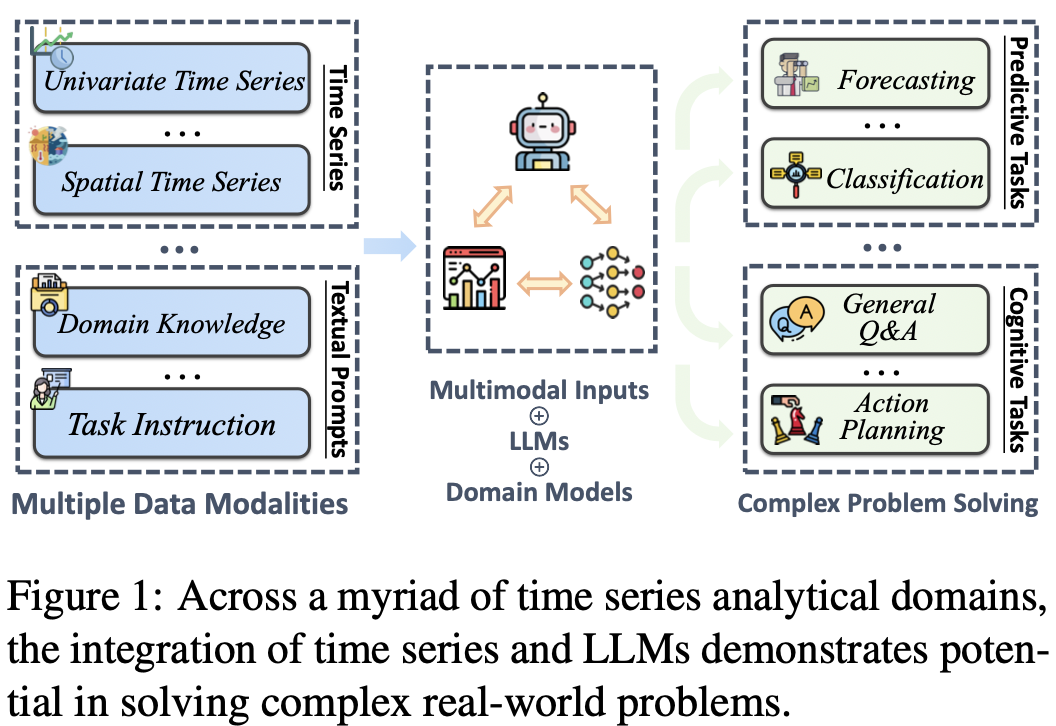 Univariate Time Series
...
Spatial Time Series
Time Series
...
Domain Knowledge
...
Task Instruction
Textual Prompts
Multiple Data Modalities
Multimodal Inputs
⊕
LLMs
⊕
Domain Models
Forecasting
...
Classification
Predictive Tasks
...
Q A
General
Q&A
...
Action
Planning
Cognitive Tasks
Complex Problem Solving
Figure 1: Across a myriad of time series analytical domains,
the integration of time series and LLMs demonstrates poten-
tial in solving complex real-world problems.